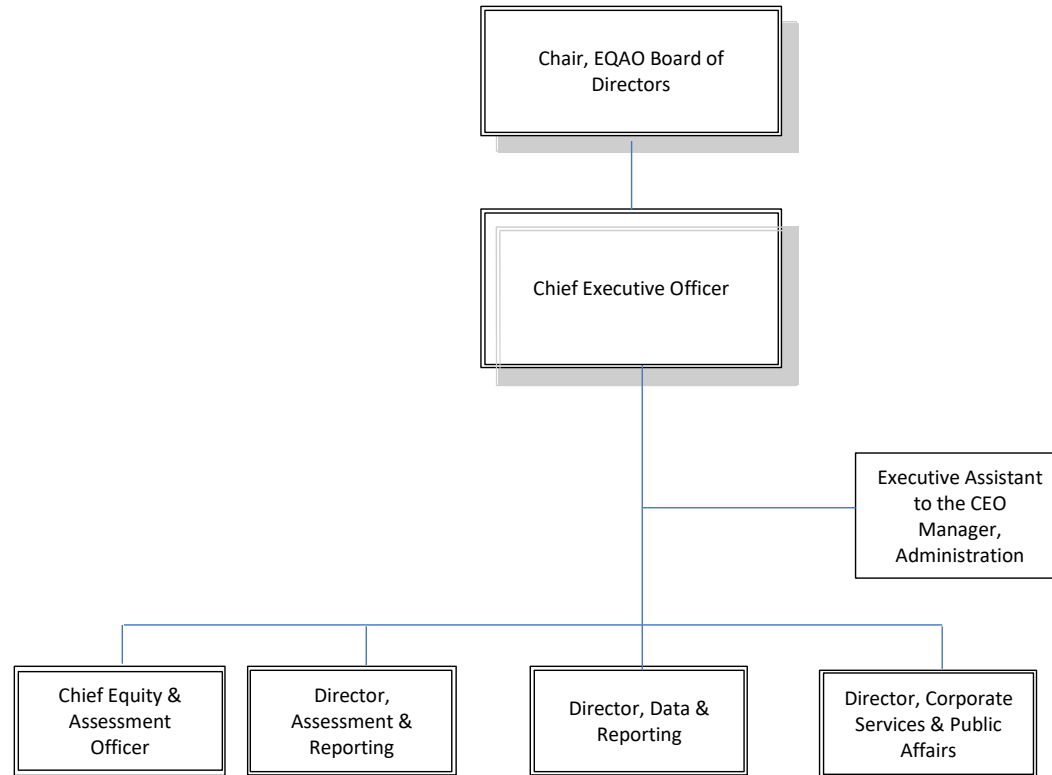 Chair, EQAO Board of
Directors
Chief Executive Officer
Executive Assistant
to the CEO
Manager,
Administration
Chief Equity &
Assessment
Officer
Director,
Assessment &
Reporting
Director, Data &
Reporting
Director, Corporate
Services & Public
Affairs